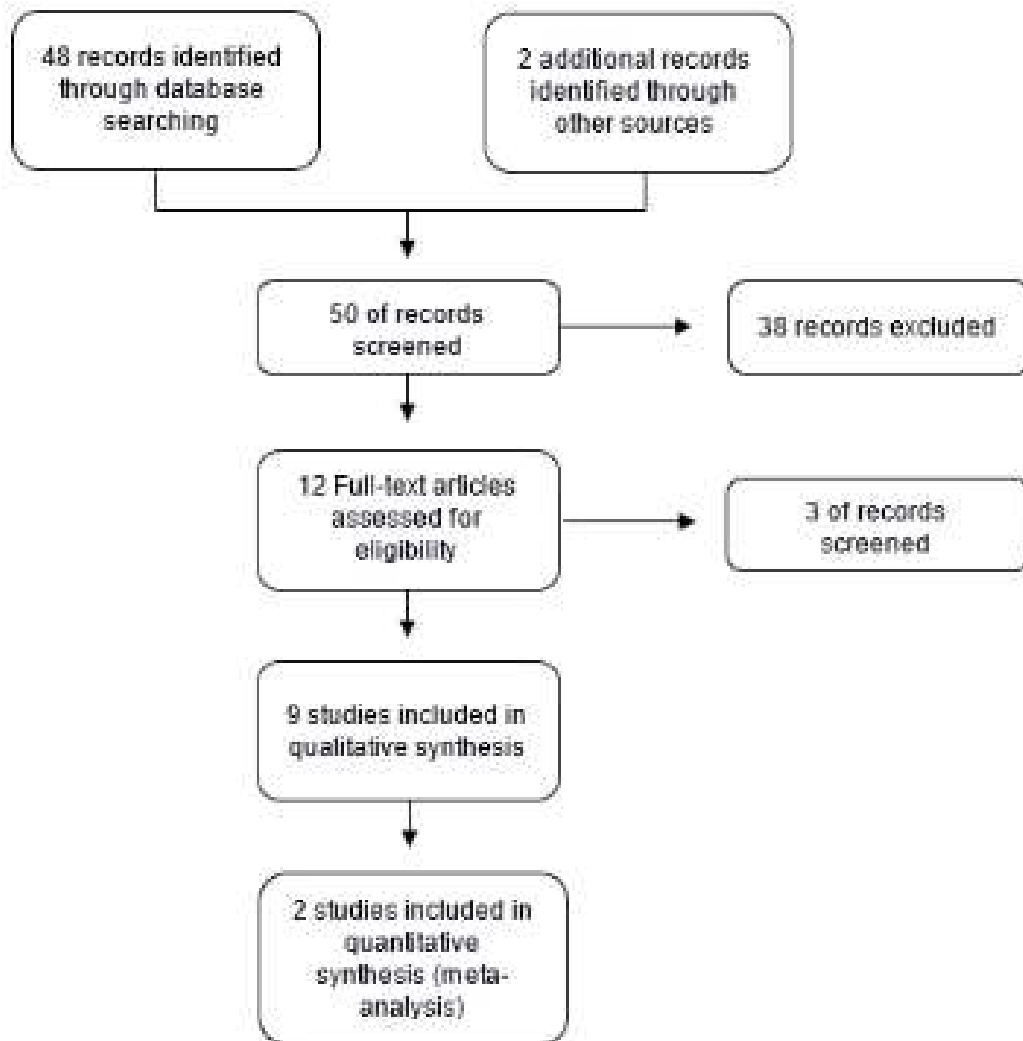 48 records identified
through database
searching
2 additional records
identified through
other sources
50 of records
screened
38 records excluded
12 Full-text articles
assessed for
eligibility
3 of records
screened
9 studies included in
qualitative synthesis
2 studies included in
quantitative
synthesis (meta-
analysis)